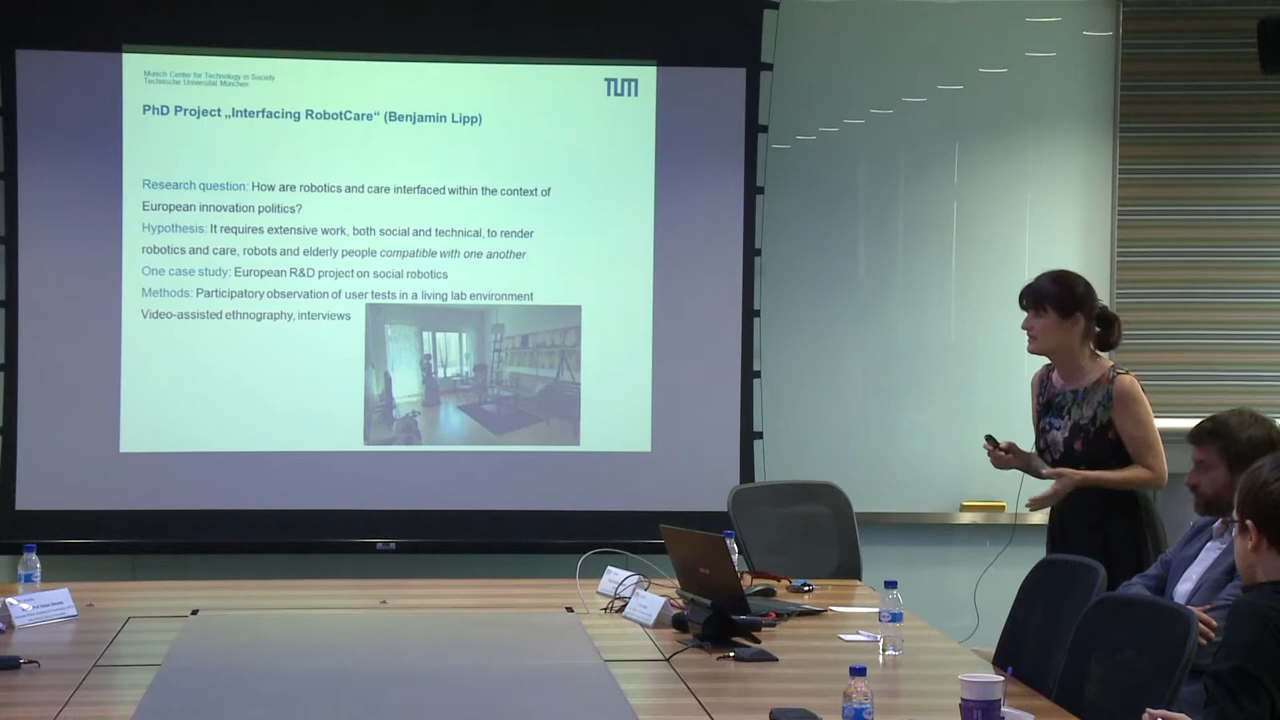 Munich Center for Technology in Society
Technische Universität München
TUM
PhD Project „Interfacing RobotCare“ (Benjamin Lipp)
Research question: How are robotics and care interfaced within the context of
European innovation politics?
Hypothesis: It requires extensive work, both social and technical, to render
robotics and care, robots and elderly people compatible with one another
One case study: European R&D project on social robotics
Methods: Participatory observation of user tests in a living lab environment
Video-assisted ethnography, interviews